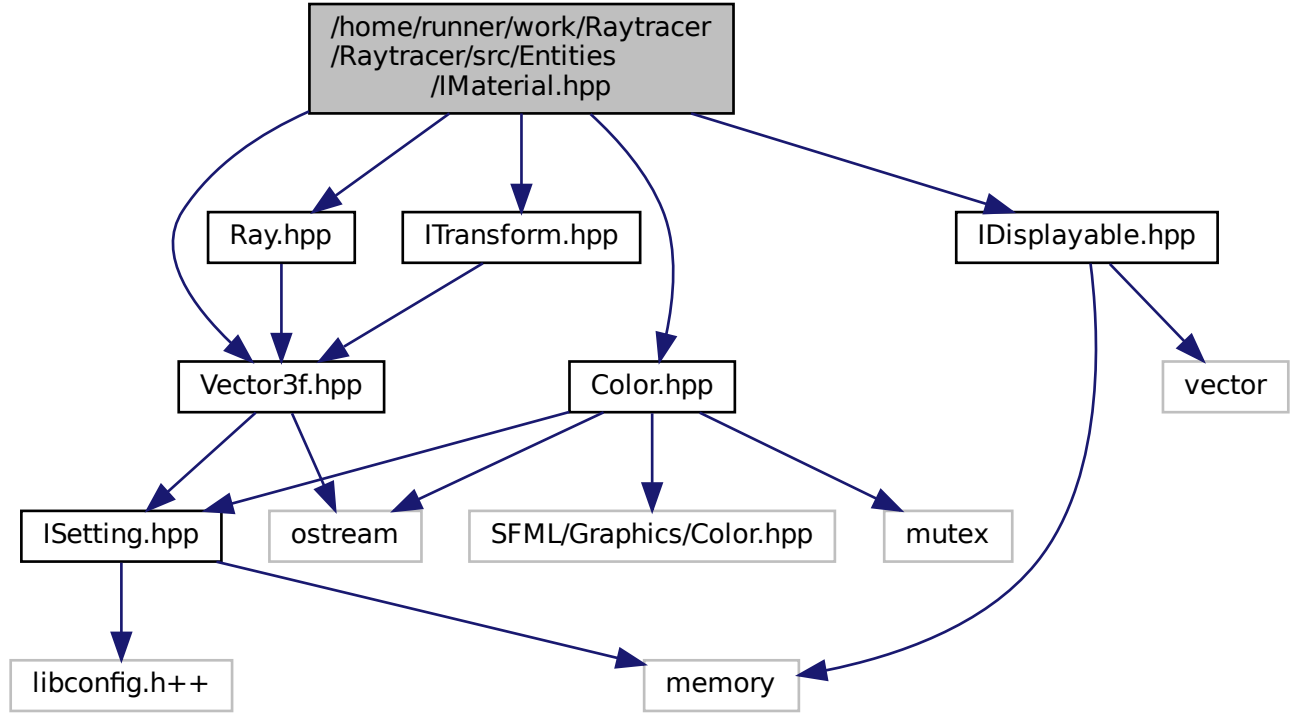 /home/runner/work/Raytracer
/Raytracer/src/Entities
/IMaterial.hpp
Ray.hpp
ITransform.hpp
IDisplayable.hpp
Vector3f.hpp
Color.hpp
vector
ISetting.hpp
ostream
SFML/Graphics/Color.hpp
mutex
libconfig.h++
memory